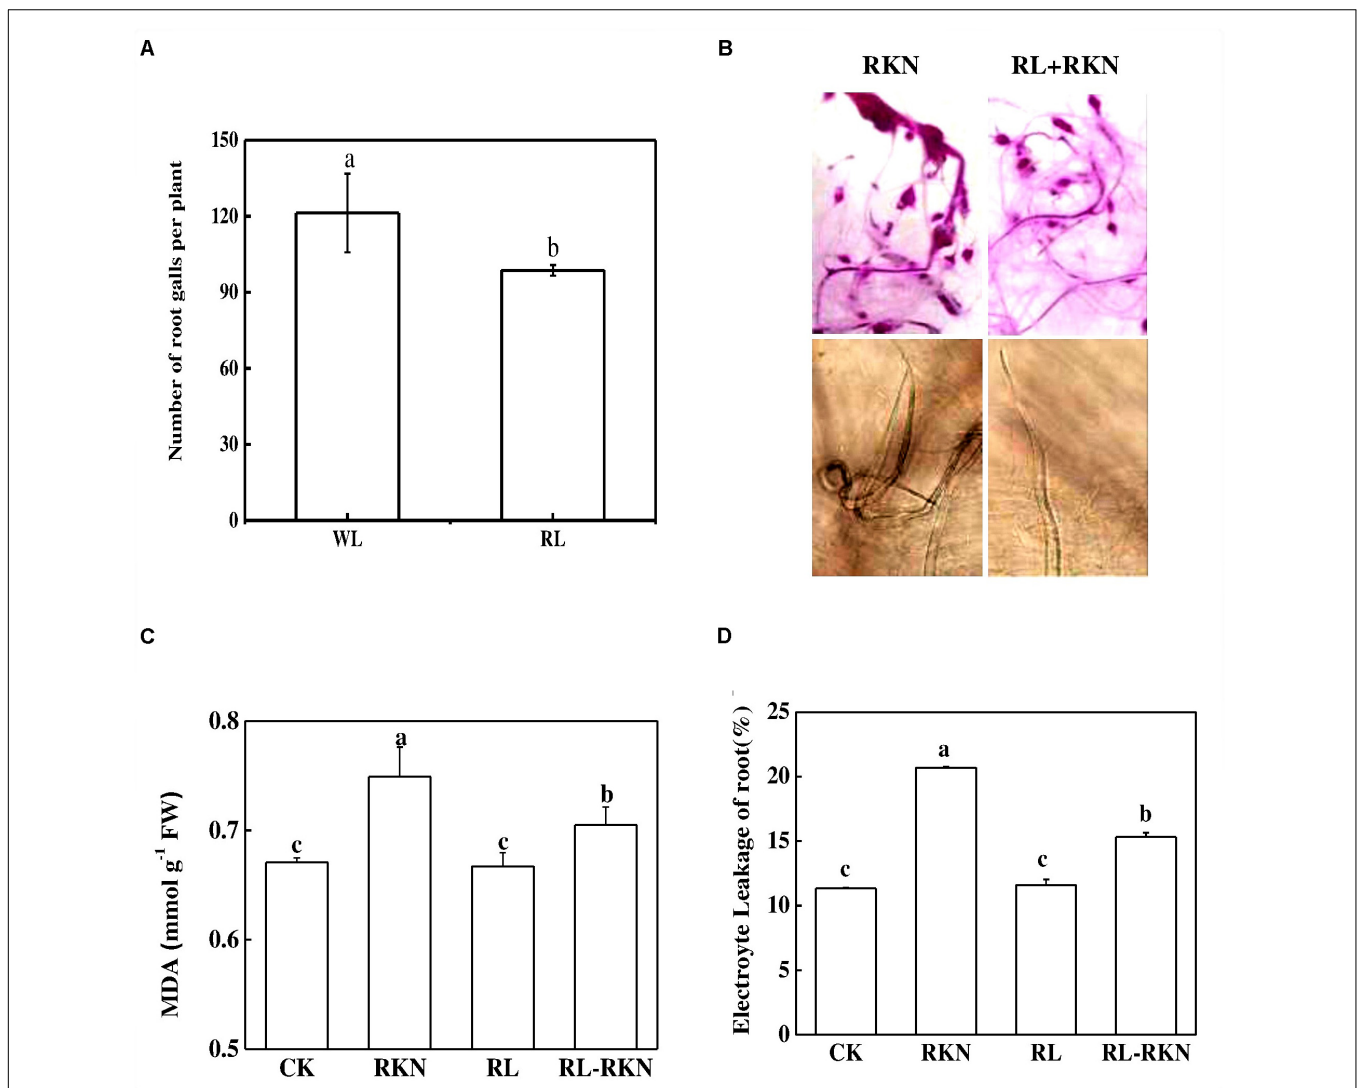 A
Number of root galls per plant
150
120
90
60
30
0
a
b
WL
RL
B
RKN
RL+RKN
C
MDA (mmol g⁻¹ FW)
0.8
0.7
0.6
0.5
c
a
c
b
CK
RKN
RL
RL-RKN
D
Electroyte Leakage of root(%)
25
20
15
10
5
0
c
a
c
b
CK
RKN
RL
RL-RKN